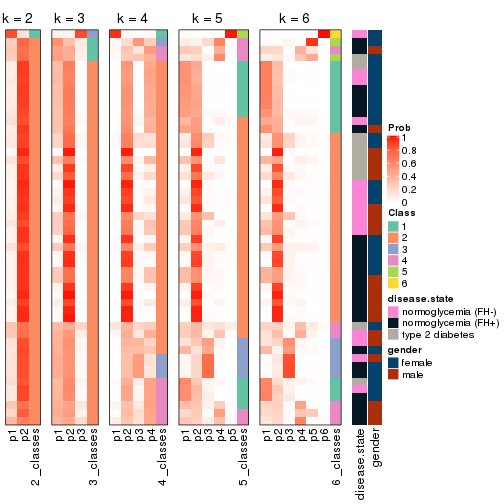 k = 2 k = 3 k = 4 k = 5 k = 6
Prob
1
0.8
0.6
0.4
0.2
0
Class
1
2
3
4
5
6
disease.state
normoglycemia (FH-)
normoglycemia (FH+)
type 2 diabetes
gender
female
male
p1 p2 2_classes p1 p2 p3 3_classes p1 p2 p3 p4 4_classes p1 p2 p3 p4 p5 5_classes p1 p2 p3 p4 p5 p6 6_classes disease.state gender